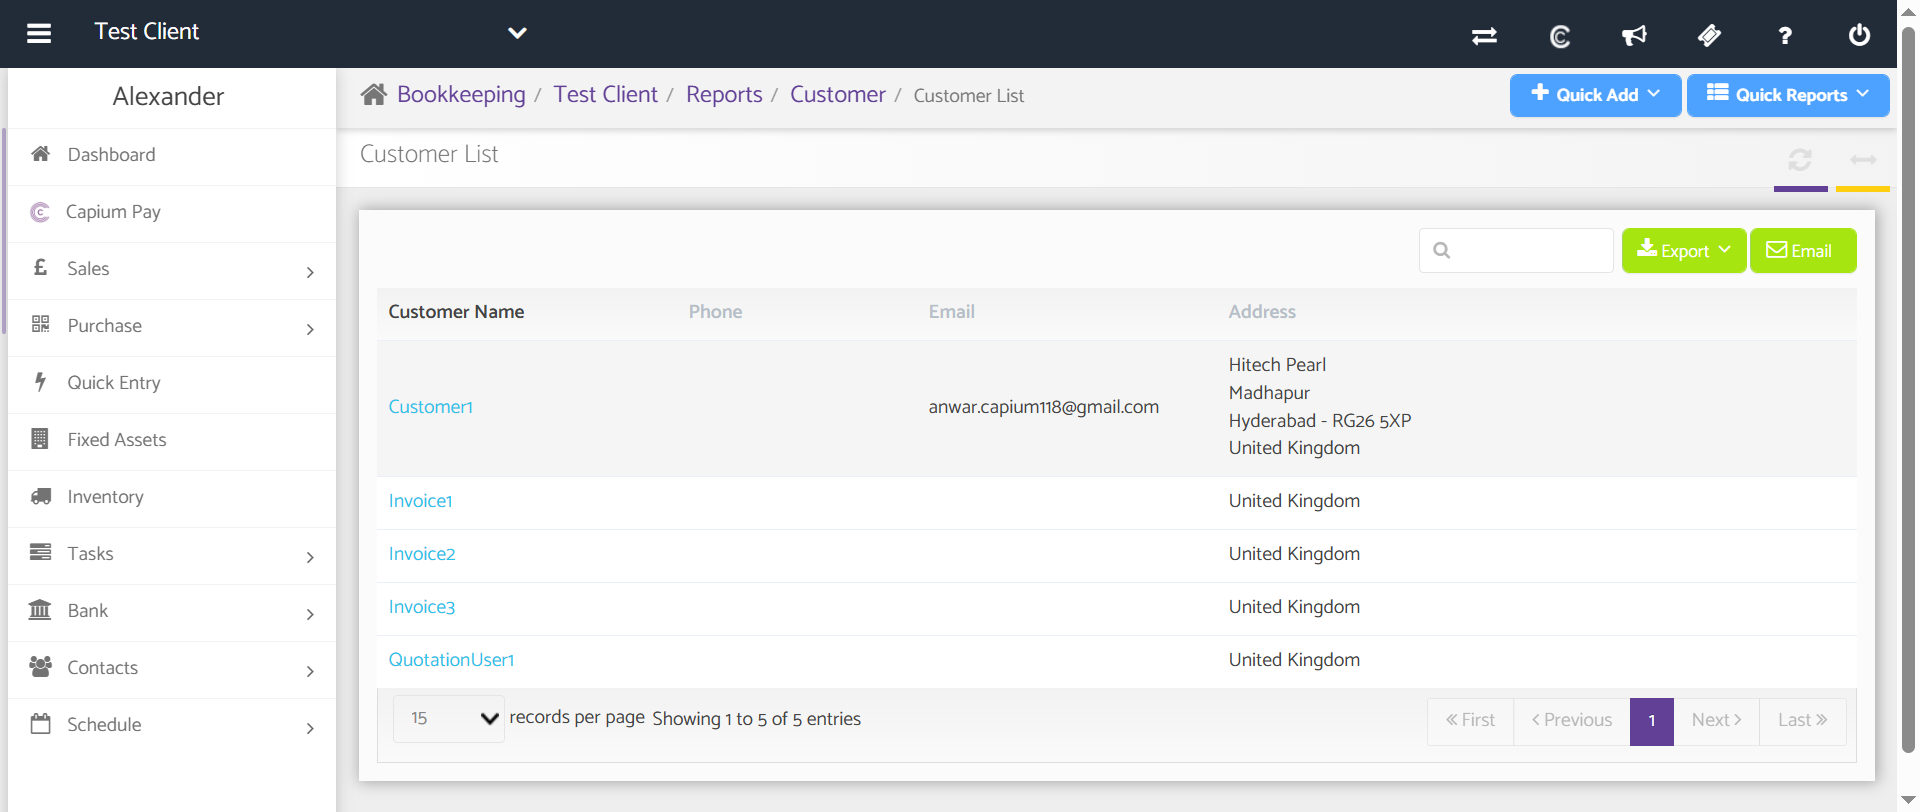 Test Client
Alexander
Dashboard
Capium Pay
Sales
Purchase
Quick Entry
Fixed Assets
Inventory
Tasks
Bank
Contacts
Schedule
Bookkeeping / Test Client / Reports / Customer / Customer List
Quick Add
Quick Reports
Customer List
Export
Email
Customer Name Phone Email Address
Customer1 anwar.capium118@gmail.com Hitech Pearl
Madhapur
Hyderabad - RG26 5XP
United Kingdom
Invoice1 United Kingdom
Invoice2 United Kingdom
Invoice3 United Kingdom
QuotationUser1 United Kingdom
15 records per page Showing 1 to 5 of 5 entries
« First ‹ Previous 1 Next › Last »